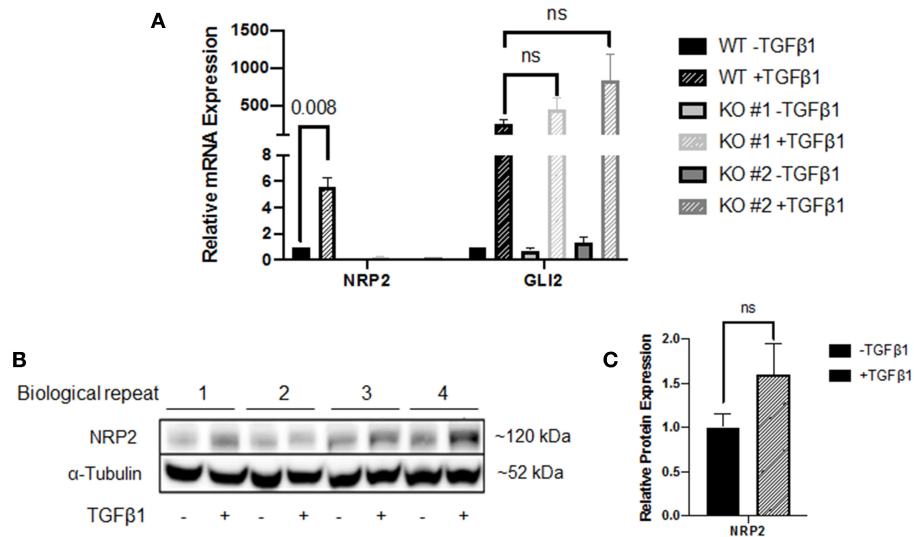 A
Relative mRNA Expression
1500
1000
500
8
6
4
2
0
0.008
ns
ns
NRP2
GLI2
WT -TGFβ1
WT +TGFβ1
KO #1 -TGFβ1
KO #1 +TGFβ1
KO #2 -TGFβ1
KO #2 +TGFβ1
B
Biological repeat 1 2 3 4
NRP2 ~120 kDa
α-Tubulin ~52 kDa
TGFβ1 - + - + - + - +
C
Relative Protein Expression
2.0
1.5
1.0
0.5
0.0
ns
NRP2
-TGFβ1
+TGFβ1